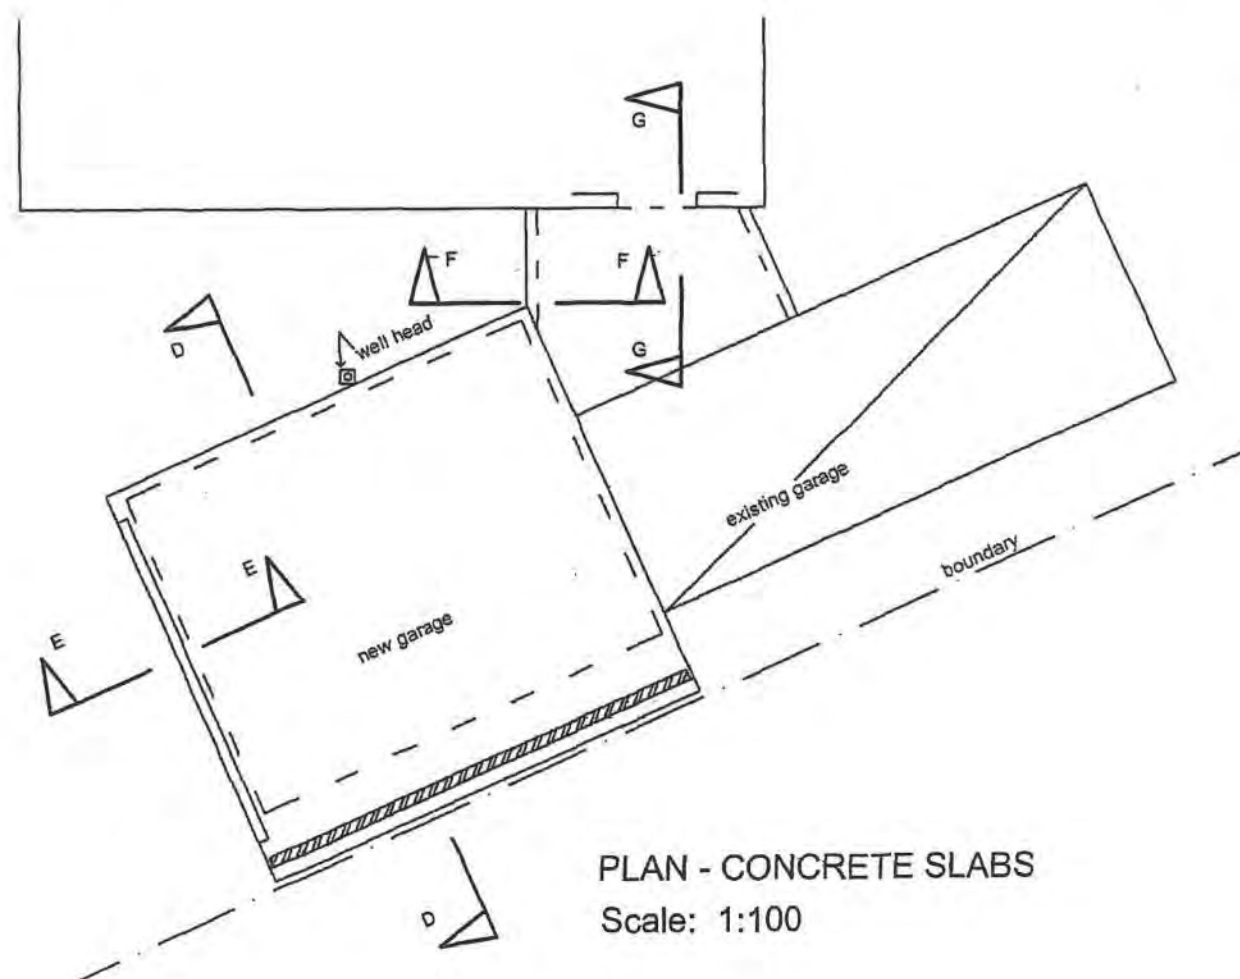 G
F
F
D
well head
G
existing garage
boundary
E
E
new garage
D
PLAN - CONCRETE SLABS
Scale: 1:100